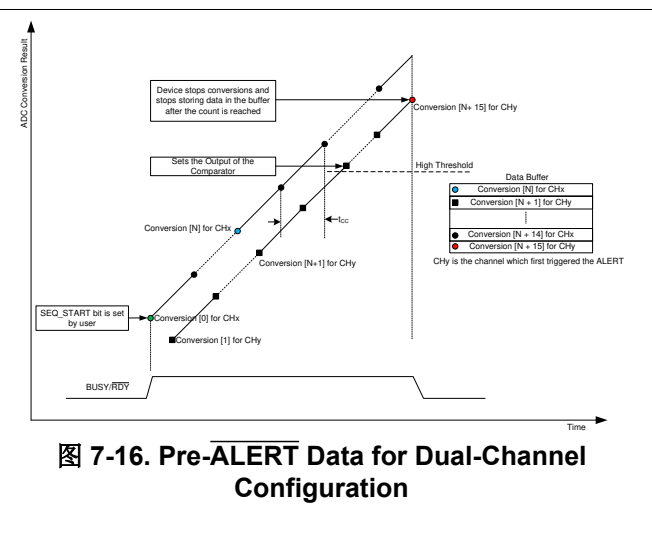 ADC Conversion Result
Device stops conversions and
stops storing data in the buffer
after the count is reached
Conversion [N+ 15] for CHy
Sets the Output of the
Comparator
High Threshold
Data Buffer
Conversion [N] for CHx
Conversion [N + 1] for CHy
Conversion [N + 14] for CHx
Conversion [N + 15] for CHy
CHy is the channel which first triggered the ALERT
tCC
Conversion [N] for CHx
Conversion [N+1] for CHy
SEQ_START bit is set
by user
Conversion [0] for CHx
Conversion [1] for CHy
BUSY/RDY
Time
图 7-16. Pre-ALERT Data for Dual-Channel
Configuration